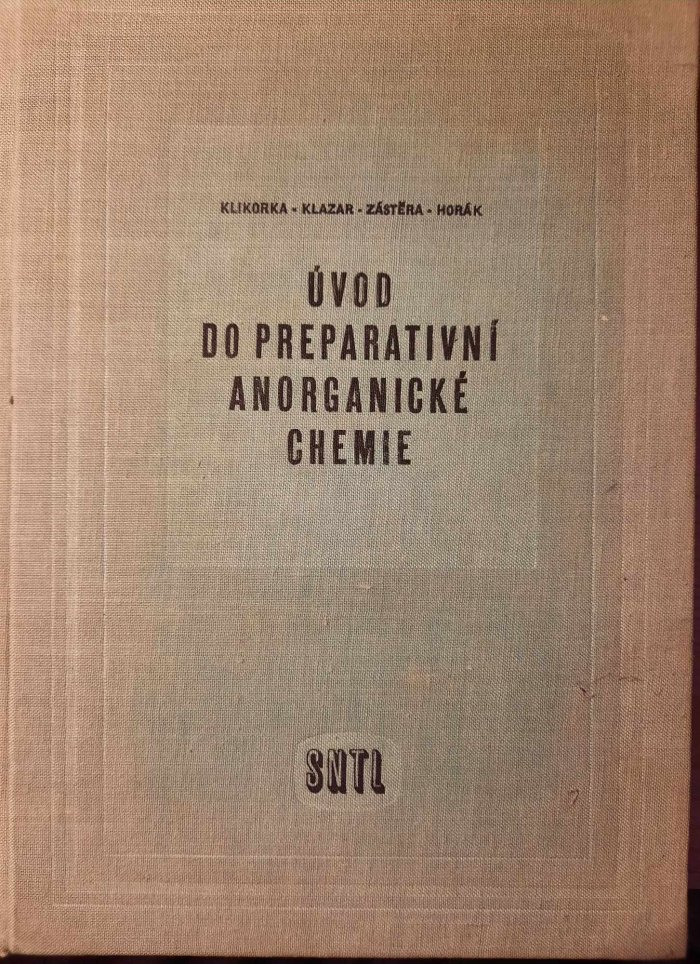 KLIKORKA - KLAZAR - ZÁSTĚRA - HORÁK
ÚVOD
DO PREPARATIVNÍ
ANORGANICKÉ
CHEMIE
SNTL